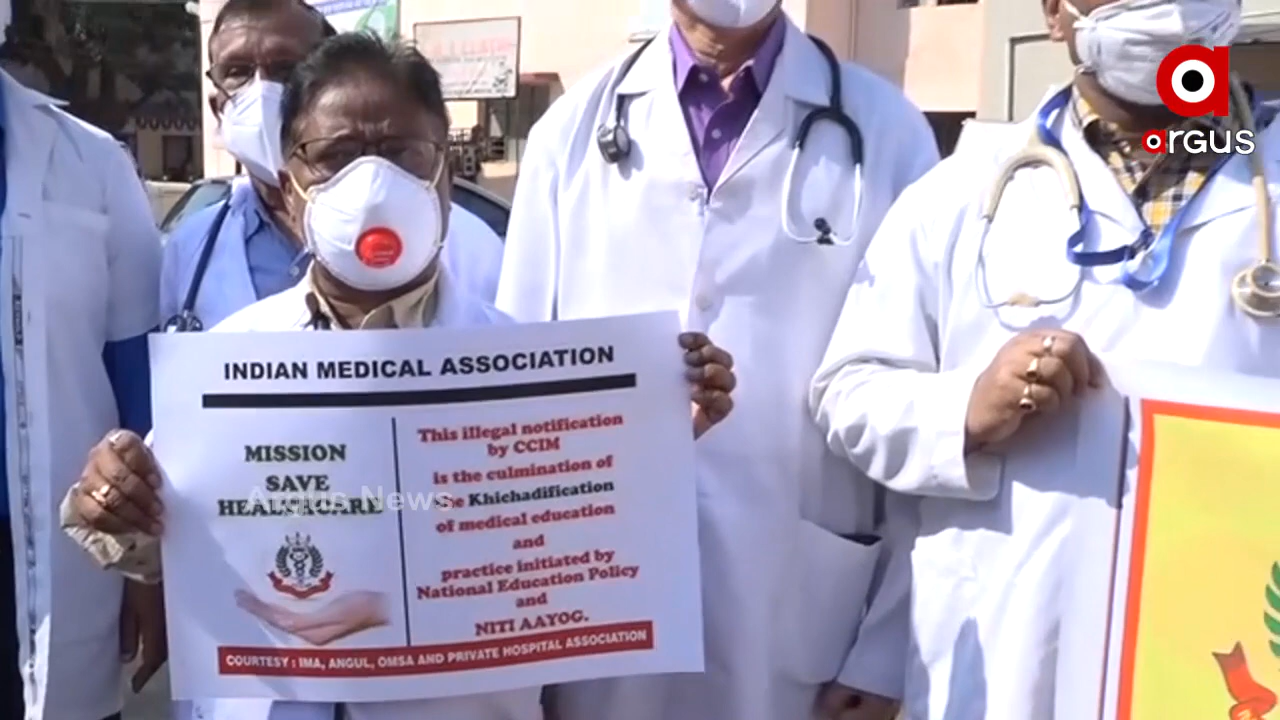 INDIAN MEDICAL ASSOCIATION
MISSION
SAVE
HEALTHCARE
This illegal notification
by CCIM
is the culmination of
Khichadification
of medical education
and
practice initiated by
National Education Policy
and
NITI AAYOG.
COURTESY : IMA, ANGUL, OMSA AND PRIVATE HOSPITAL ASSOCIATION
Argus News
a
argus